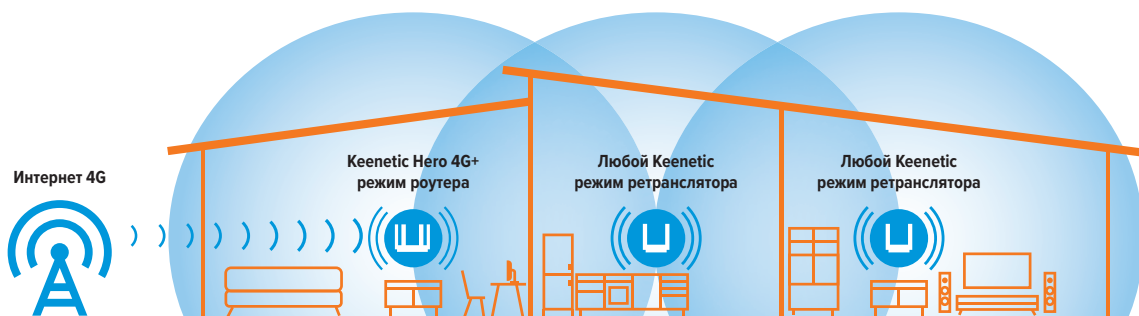 Интернет 4G
Keenetic Hero 4G+
режим роутера
Любой Keenetic
режим ретранслятора
Любой Keenetic
режим ретранслятора